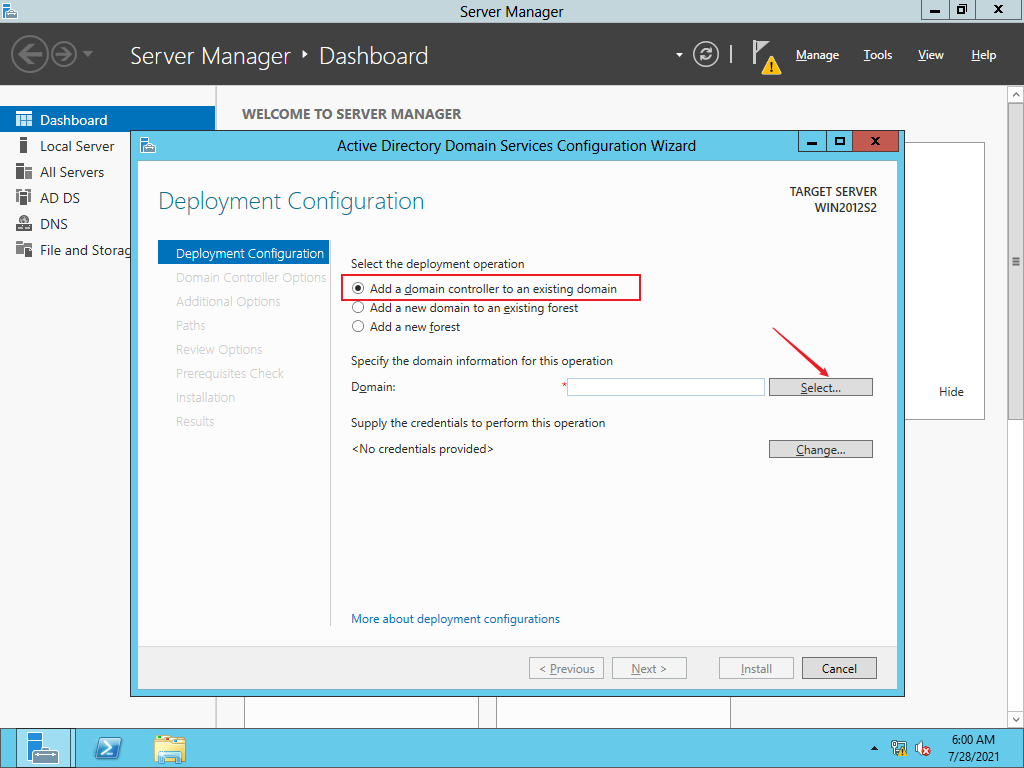 Server Manager
Server Manager ‣ Dashboard
Manage Tools View Help
WELCOME TO SERVER MANAGER
Dashboard
Local Server
All Servers
AD DS
DNS
File and Storag
Active Directory Domain Services Configuration Wizard
Deployment Configuration
TARGET SERVER
WIN2012S2
Deployment Configuration
Domain Controller Options
Additional Options
Paths
Review Options
Prerequisites Check
Installation
Results
Select the deployment operation
Add a domain controller to an existing domain
Add a new domain to an existing forest
Add a new forest
Specify the domain information for this operation
Domain: * Select...
Supply the credentials to perform this operation
<No credentials provided> Change...
More about deployment configurations
Hide
< Previous Next > Install Cancel
6:00 AM
7/28/2021